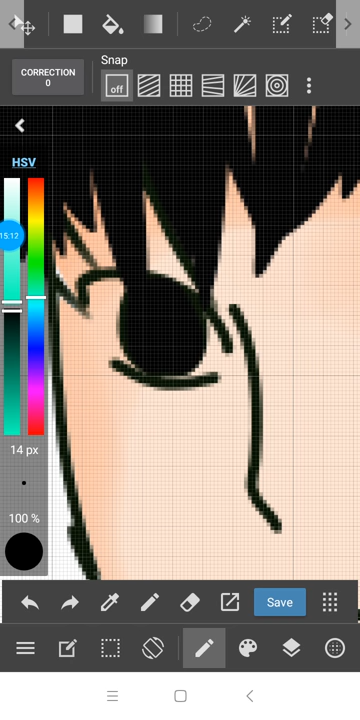 CORRECTION
0
Snap
off
HSV
15:12
14 px
100 %
Save